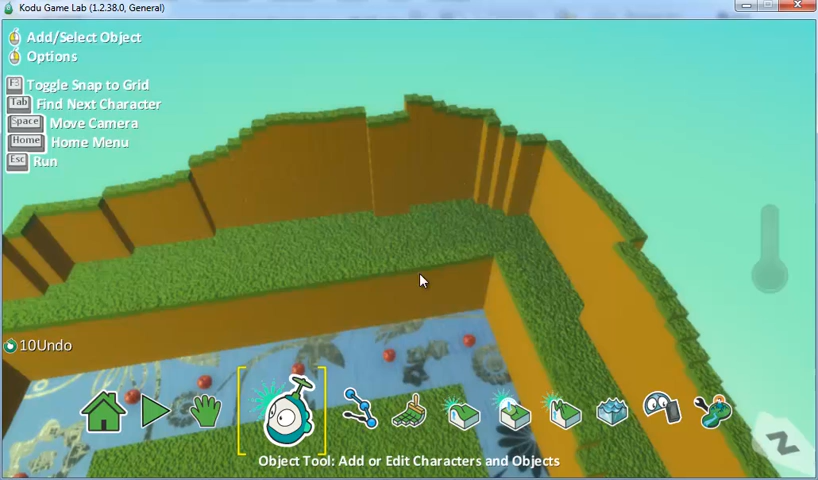 Kodu Game Lab (1.2.38.0, General)
Add/Select Object
Options
Toggle Snap to Grid
Tab Find Next Character
Space Move Camera
Home Home Menu
Esc Run
10Undo
Object Tool: Add or Edit Characters and Objects